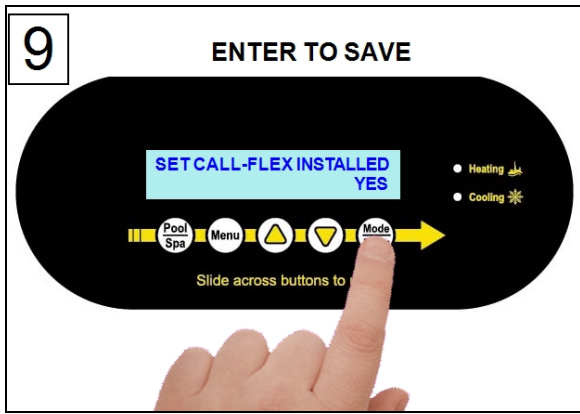 9
ENTER TO SAVE
SET CALL-FLEX INSTALLED
YES
Heating
Cooling
Pool
Spa
Menu
Mode
Slide across buttons to